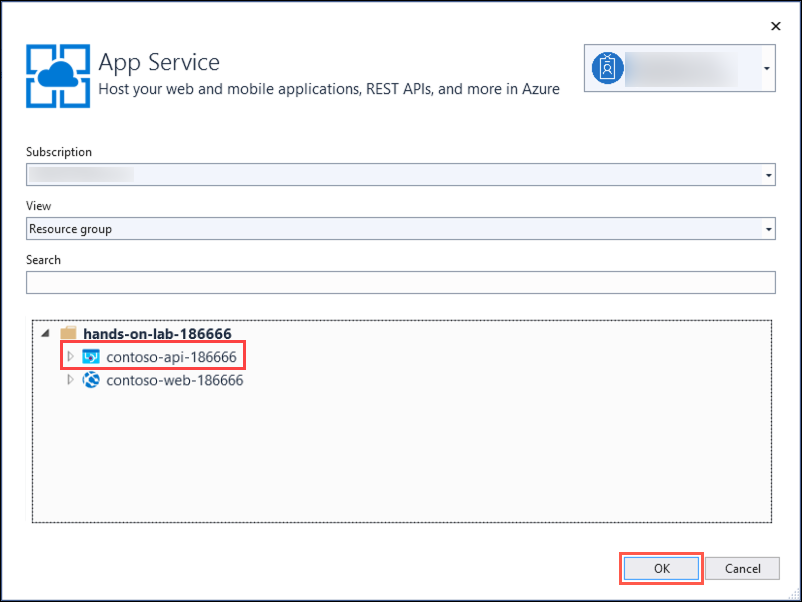 App Service
Host your web and mobile applications, REST APIs, and more in Azure
Subscription
View
Resource group
Search
hands-on-lab-186666
contoso-api-186666
contoso-web-186666
OK
Cancel